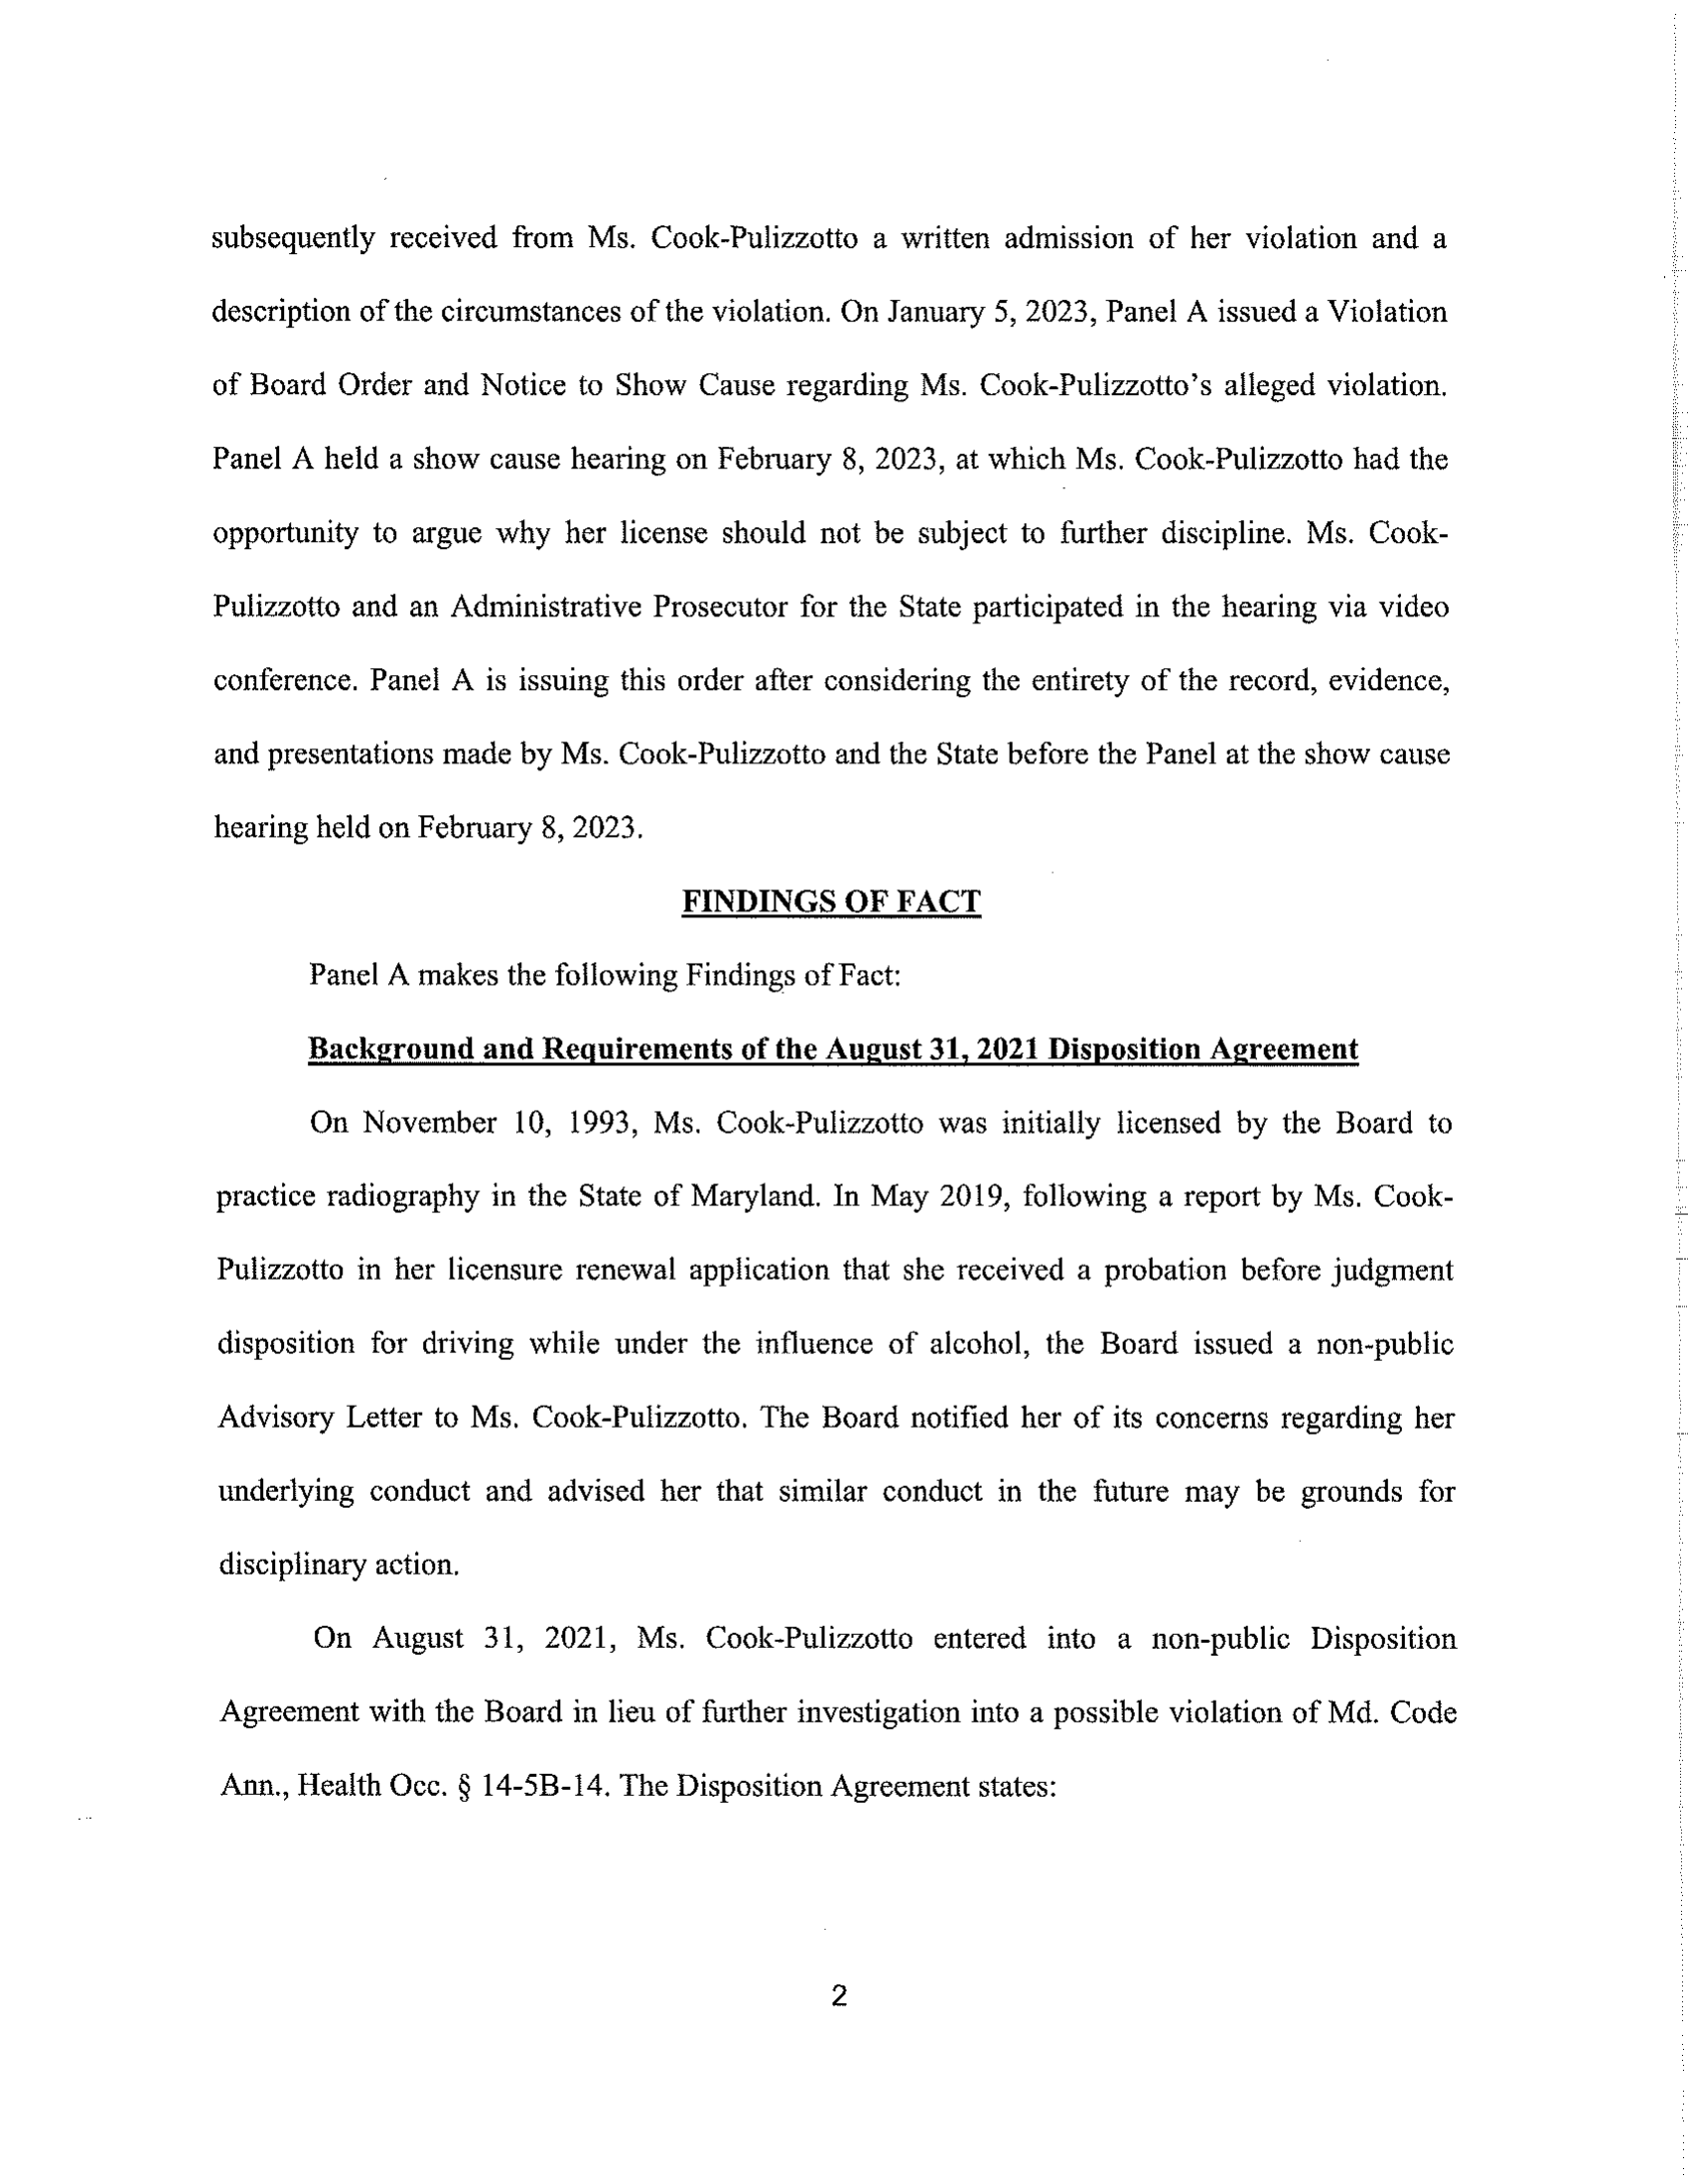 subsequently received from Ms. Cook-Pulizzotto a written admission of her violation and a
description of the circumstances of the violation. On January 5, 2023, Panel A issued a Violation
of Board Order and Notice to Show Cause regarding Ms. Cook-Pulizzotto's alleged violation.
Panel A held a show cause hearing on February 8, 2023, at which Ms. Cook-Pulizzotto had the
opportunity to argue why her license should not be subject to further discipline. Ms. Cook-
Pulizzotto and an Administrative Prosecutor for the State participated in the hearing via video
conference. Panel A is issuing this order after considering the entirety of the record, evidence,
and presentations made by Ms. Cook-Pulizzotto and the State before the Panel at the show cause
hearing held on February 8, 2023.
FINDINGS OF FACT
Panel A makes the following Findings of Fact:
Background and Requirements of the August 31, 2021 Disposition Agreement
On November 10, 1993, Ms. Cook-Pulizzotto was initially licensed by the Board to
practice radiography in the State of Maryland. In May 2019, following a report by Ms. Cook-
Pulizzotto in her licensure renewal application that she received a probation before judgment
disposition for driving while under the influence of alcohol, the Board issued a non-public
Advisory Letter to Ms. Cook-Pulizzotto. The Board notified her of its concerns regarding her
underlying conduct and advised her that similar conduct in the future may be grounds for
disciplinary action.
On August 31, 2021, Ms. Cook-Pulizzotto entered into a non-public Disposition
Agreement with the Board in lieu of further investigation into a possible violation of Md. Code
Ann., Health Occ. § 14-5B-14. The Disposition Agreement states:
2